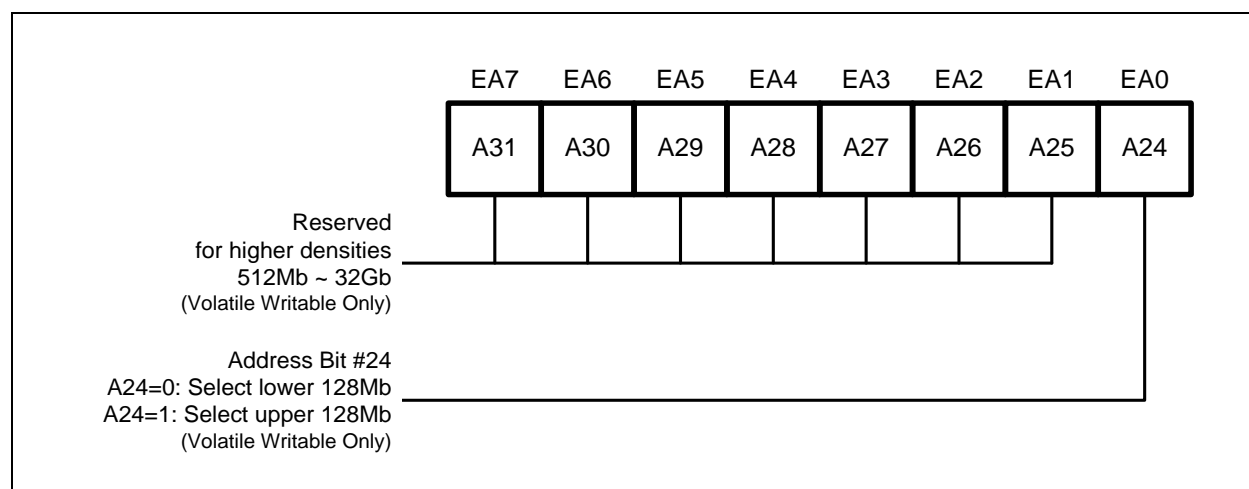 EA7 EA6 EA5 EA4 EA3 EA2 EA1 EA0
A31 A30 A29 A28 A27 A26 A25 A24
Reserved
for higher densities
512Mb ~ 32Gb
(Volatile Writable Only)
Address Bit #24
A24=0: Select lower 128Mb
A24=1: Select upper 128Mb
(Volatile Writable Only)